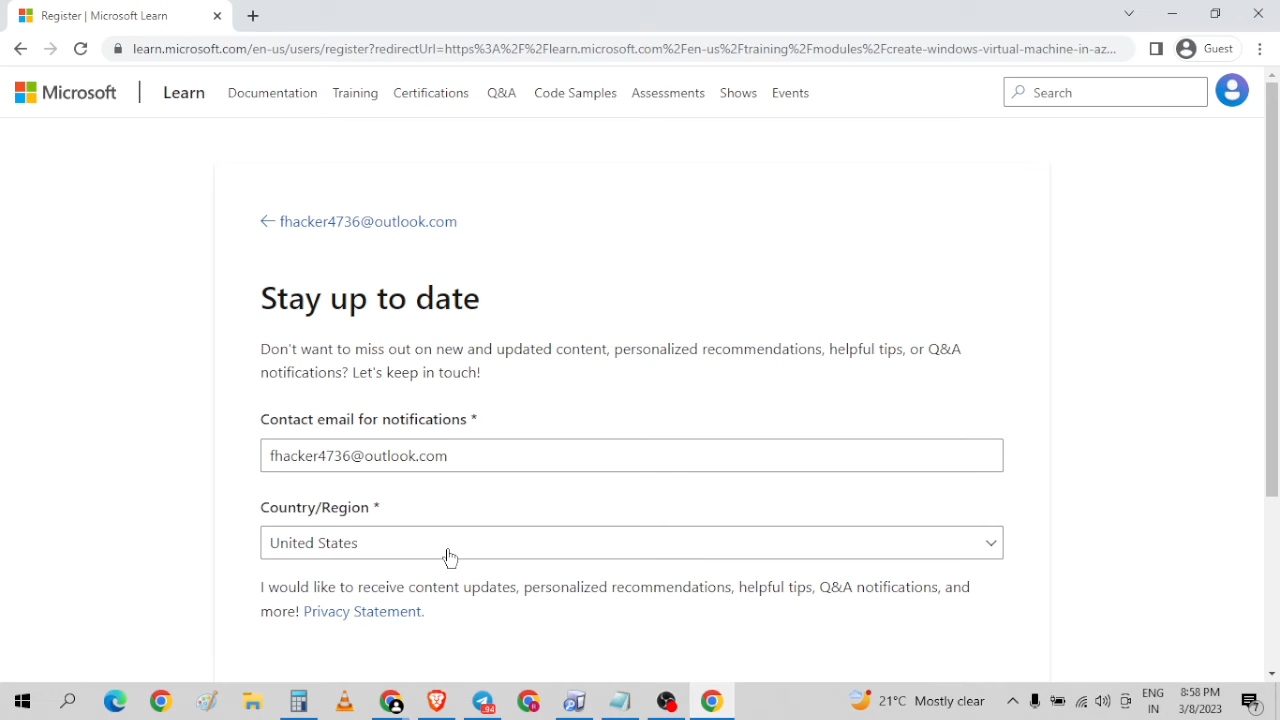 Register | Microsoft Learn
learn.microsoft.com/en-us/users/register?redirectUrl=https%3A%2F%2Flearn.microsoft.com%2Fen-us%2Ftraining%2Fmodules%2Fcreate-windows-virtual-machine-in-az...
Guest
Microsoft
Learn
Documentation
Training
Certifications
Q&A
Code Samples
Assessments
Shows
Events
Search
← fhacker4736@outlook.com
Stay up to date
Don't want to miss out on new and updated content, personalized recommendations, helpful tips, or Q&A
notifications? Let's keep in touch!
Contact email for notifications *
fhacker4736@outlook.com
Country/Region *
United States
I would like to receive content updates, personalized recommendations, helpful tips, Q&A notifications, and
more! Privacy Statement.
94
21°C Mostly clear
ENG
IN
8:58 PM
3/8/2023
7